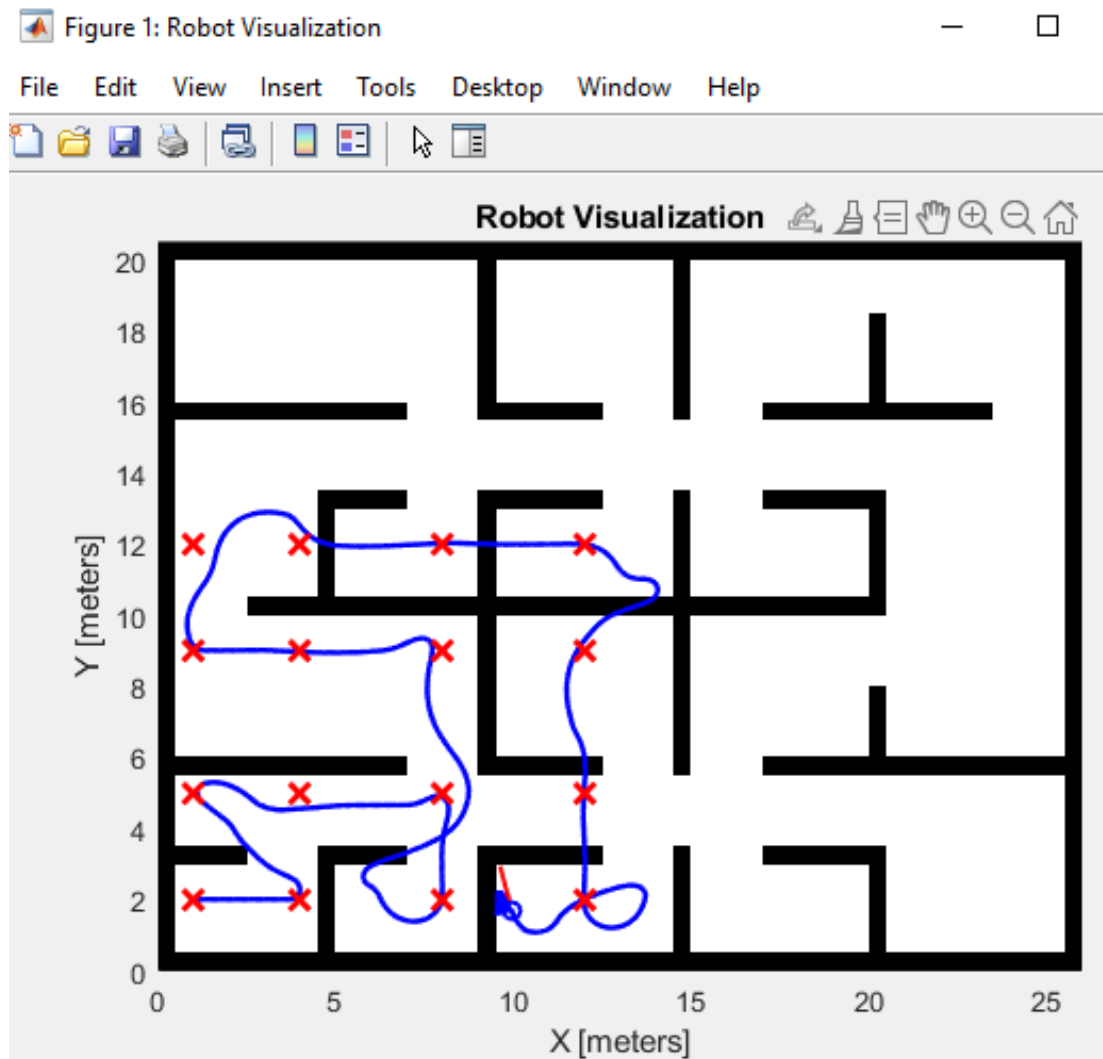 Figure 1: Robot Visualization
File Edit View Insert Tools Desktop Window Help
Robot Visualization
20
18
16
14
12
10
8
6
4
2
0
Y [meters]
0 5 10 15 20 25
X [meters]